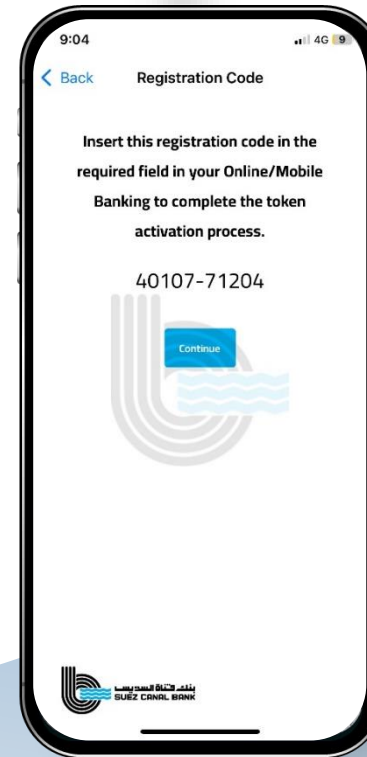 9:04
4G 9
Back Registration Code
Insert this registration code in the
required field in your Online/Mobile
Banking to complete the token
activation process.
40107-71204
Continue
بنك قناة السويس
SUEZ CANAL BANK